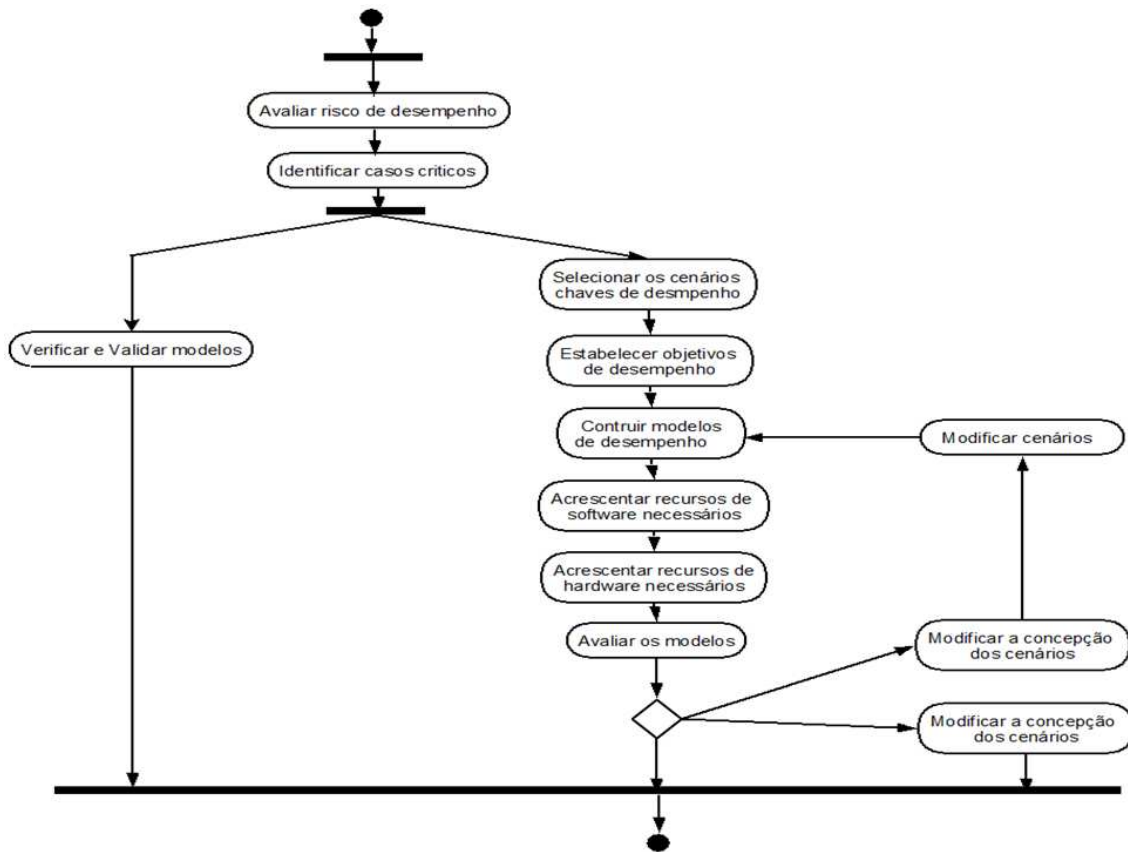 Avaliar risco de desempenho
Identificar casos criticos
Selecionar os cenários
chaves de desmpenho
Verificar e Validar modelos
Estabelecer objetivos
de desempenho
Contruir modelos
de desempenho
Modificar cenários
Acrescentar recursos de
software necessários
Acrescentar recursos de
hardware necessários
Avaliar os modelos
Modificar a concepção
dos cenários
Modificar a concepção
dos cenários